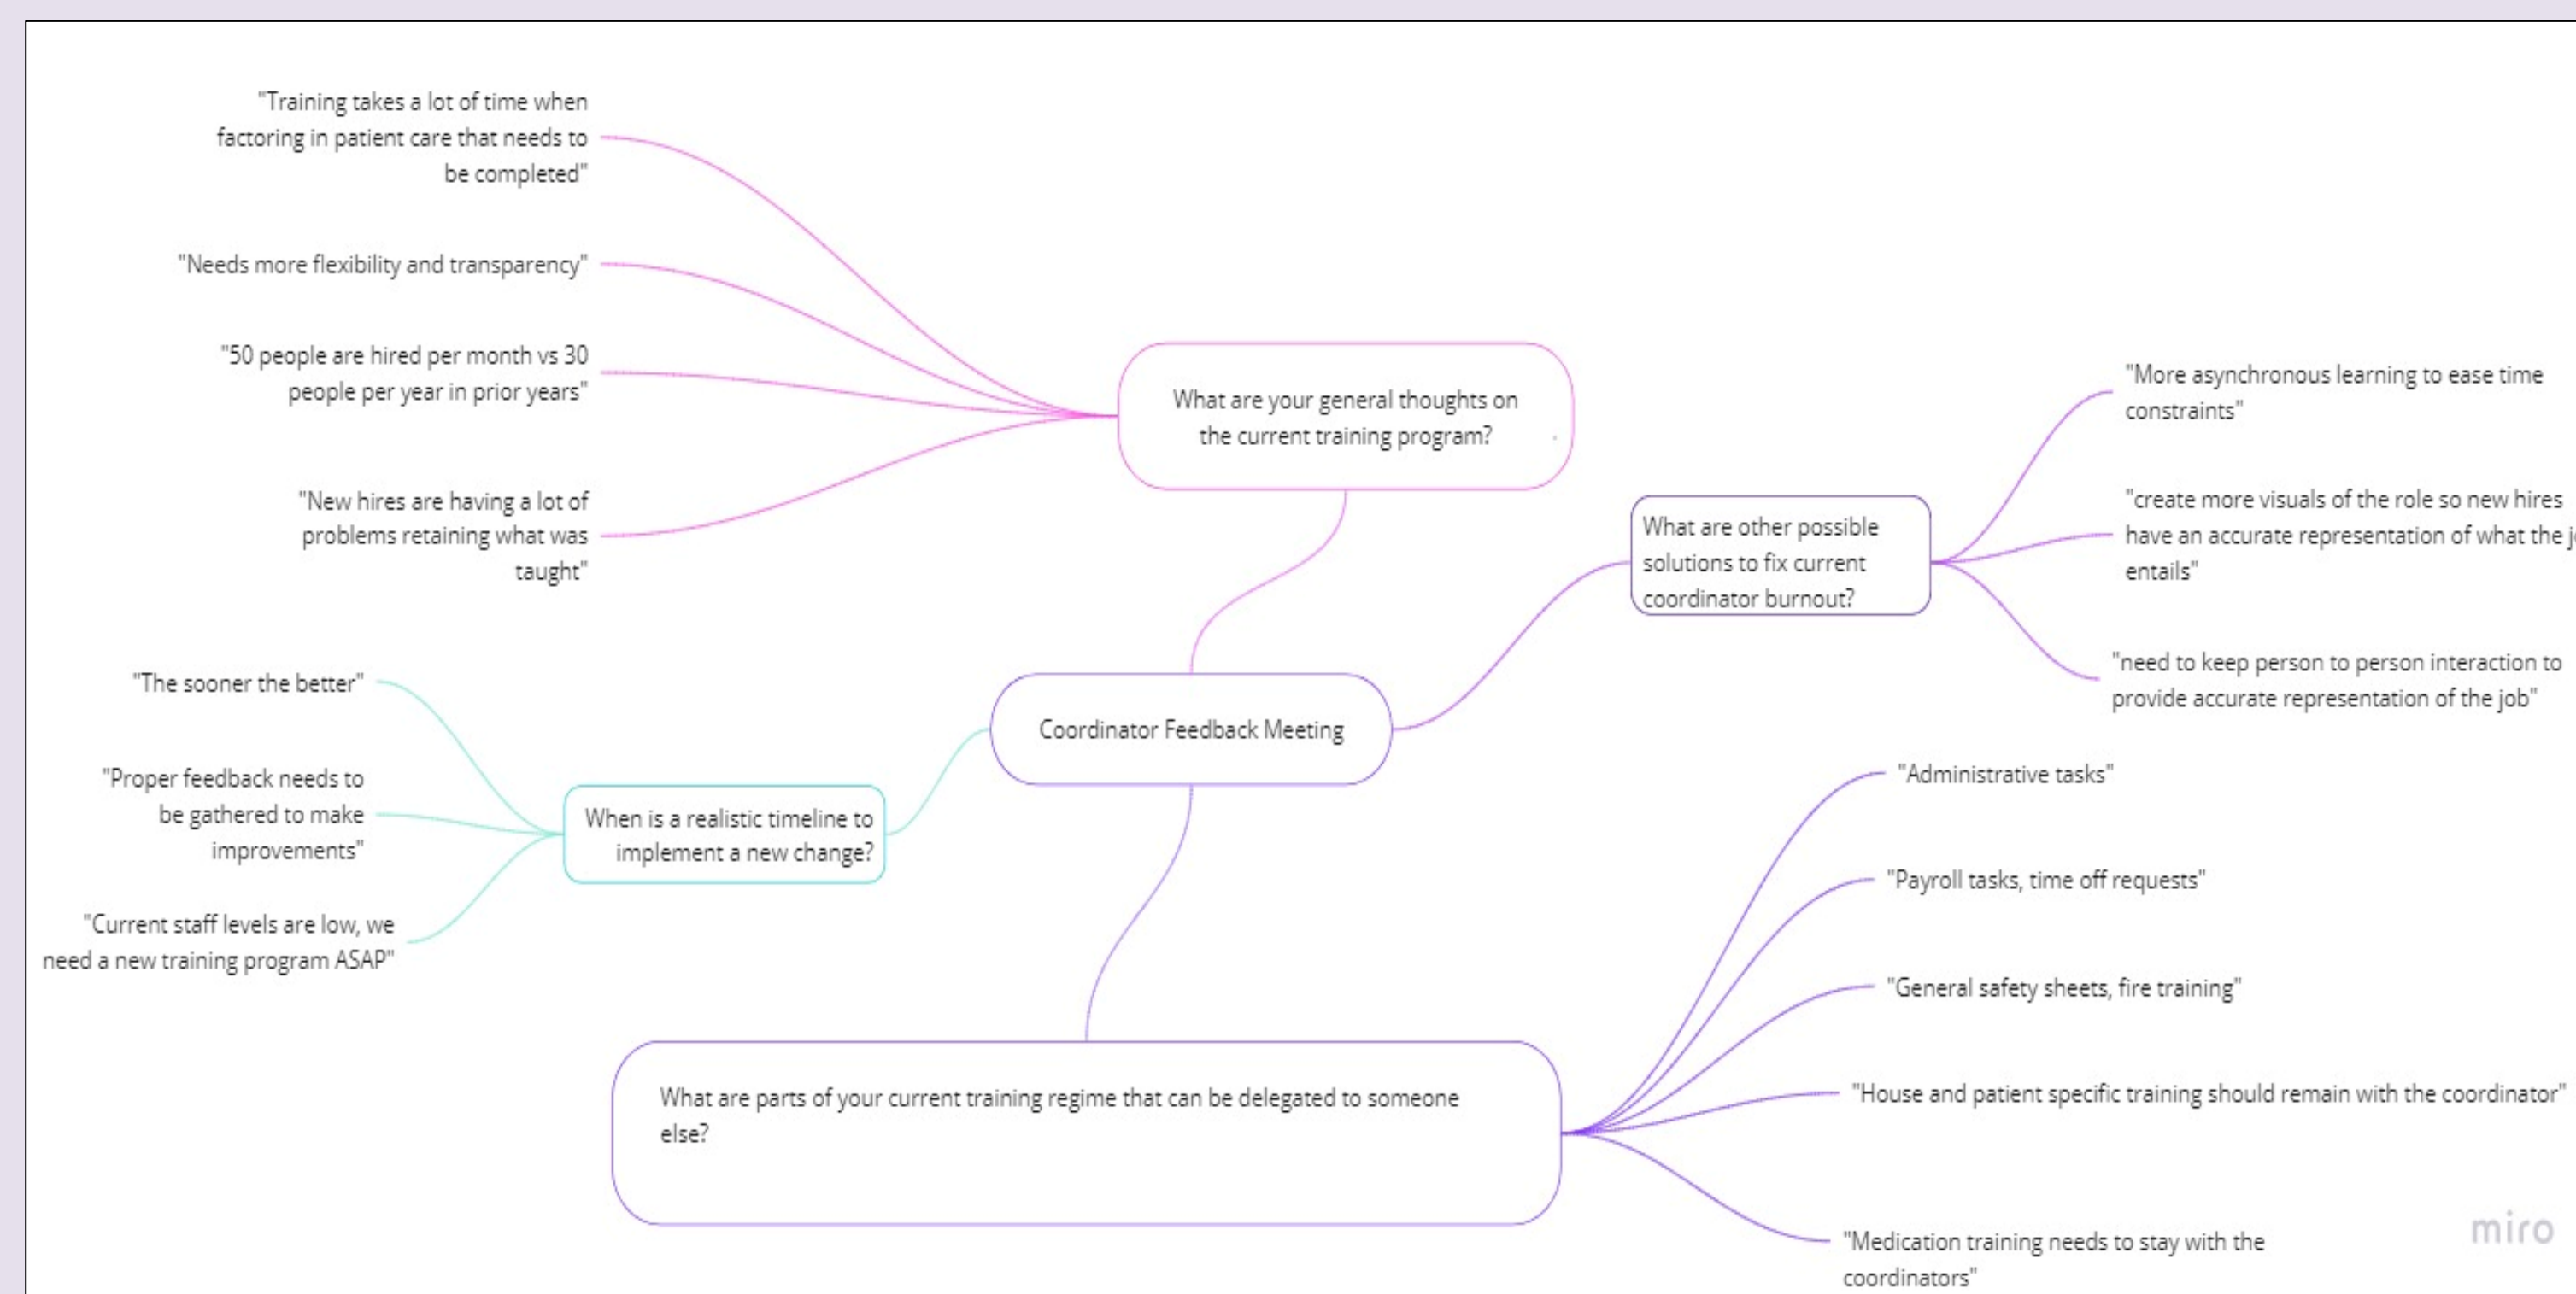 "Training takes a lot of time when
factoring in patient care that needs to
be completed"
"Needs more flexibility and transparency"
"50 people are hired per month vs 30
people per year in prior years"
"New hires are having a lot of
problems retaining what was
taught"
What are your general thoughts on
the current training program?
What are other possible
solutions to fix current
coordinator burnout?
"More asynchronous learning to ease time
constraints"
"create more visuals of the role so new hires
have an accurate representation of what the
entails"
"need to keep person to person interaction to
provide accurate representation of the job"
Coordinator Feedback Meeting
"The sooner the better"
"Proper feedback needs to
be gathered to make
improvements"
"Current staff levels are low, we
need a new training program ASAP"
When is a realistic timeline to
implement a new change?
What are parts of your current training regime that can be delegated to someone
else?
"Administrative tasks"
"Payroll tasks, time off requests"
"General safety sheets, fire training"
"House and patient specific training should remain with the coordinator"
"Medication training needs to stay with the
coordinators"
miro